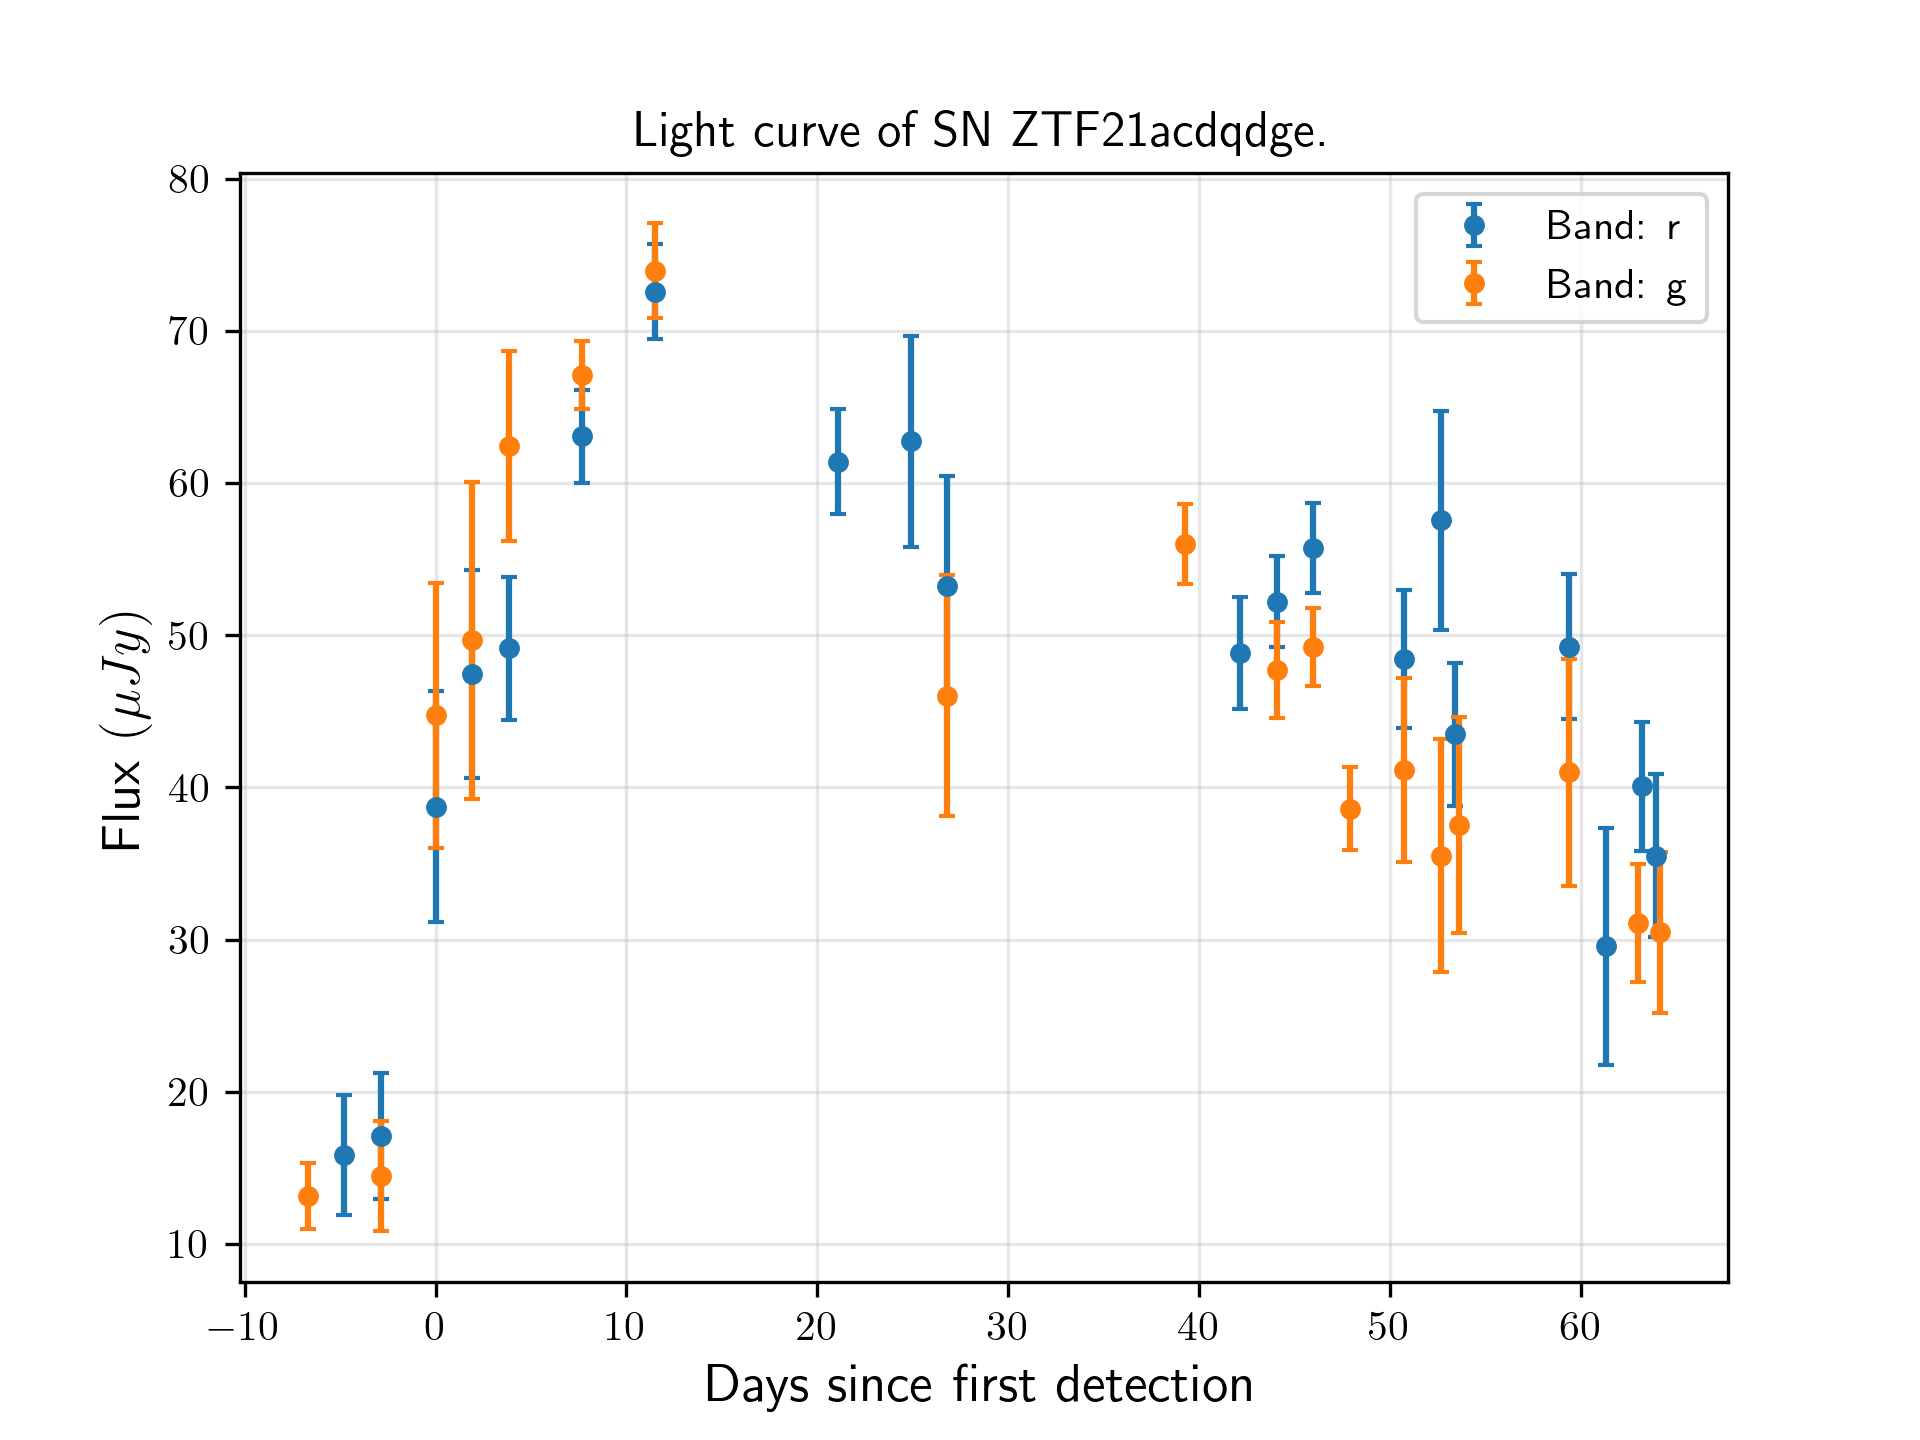 Light curve of SN ZTF21acdqdge.
80
70
60
50
40
30
20
10
Flux (μJy)
Band: r
Band: g
−10 0 10 20 30 40 50 60
Days since first detection